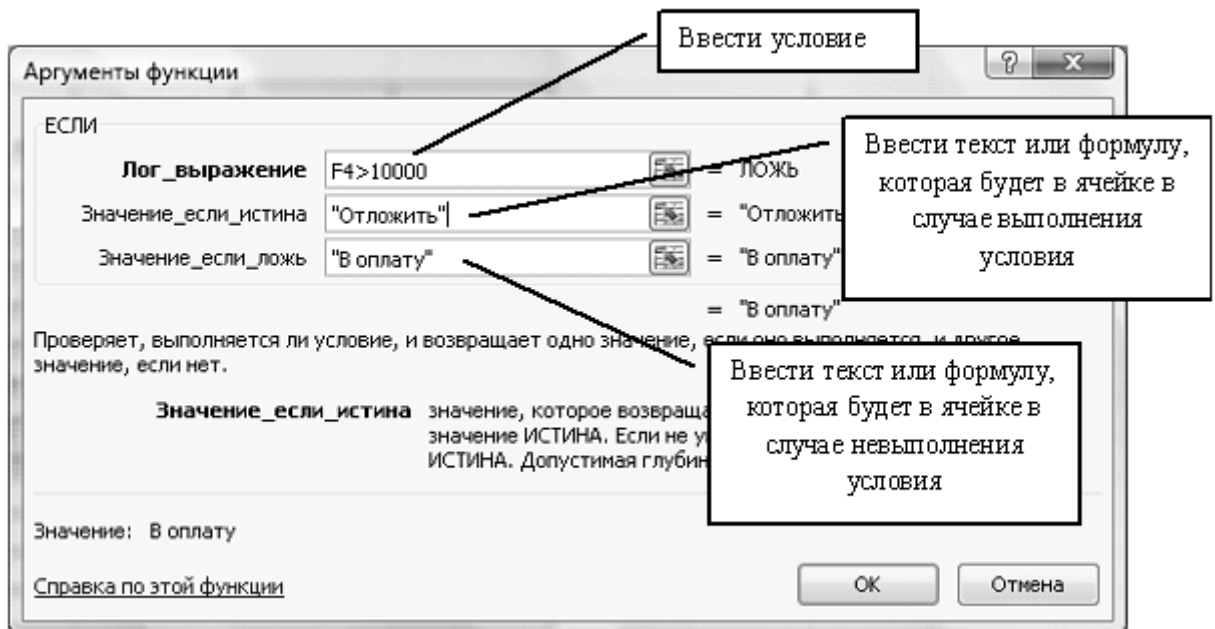 Ввести условие
Аргументы функции
ЕСЛИ
Лог_выражение F4>10000 = ЛОЖЬ
Значение_если_истина "Отложить" = "Отложить
Значение_если_ложь "В оплату" = "В оплату"
= "В оплату"
Ввести текст или формулу,
которая будет в ячейке в
случае выполнения
условия
Проверяет, выполняется ли условие, и возвращает одно значение, если оно выполняется, и другое
значение, если нет.
Значение_если_истина значение, которое возвраща
значение ИСТИНА. Если не у
ИСТИНА. Допустимая глубин
Ввести текст или формулу,
которая будет в ячейке в
случае невыполнения
условия
Значение: В оплату
Справка по этой функции
ОК
Отмена